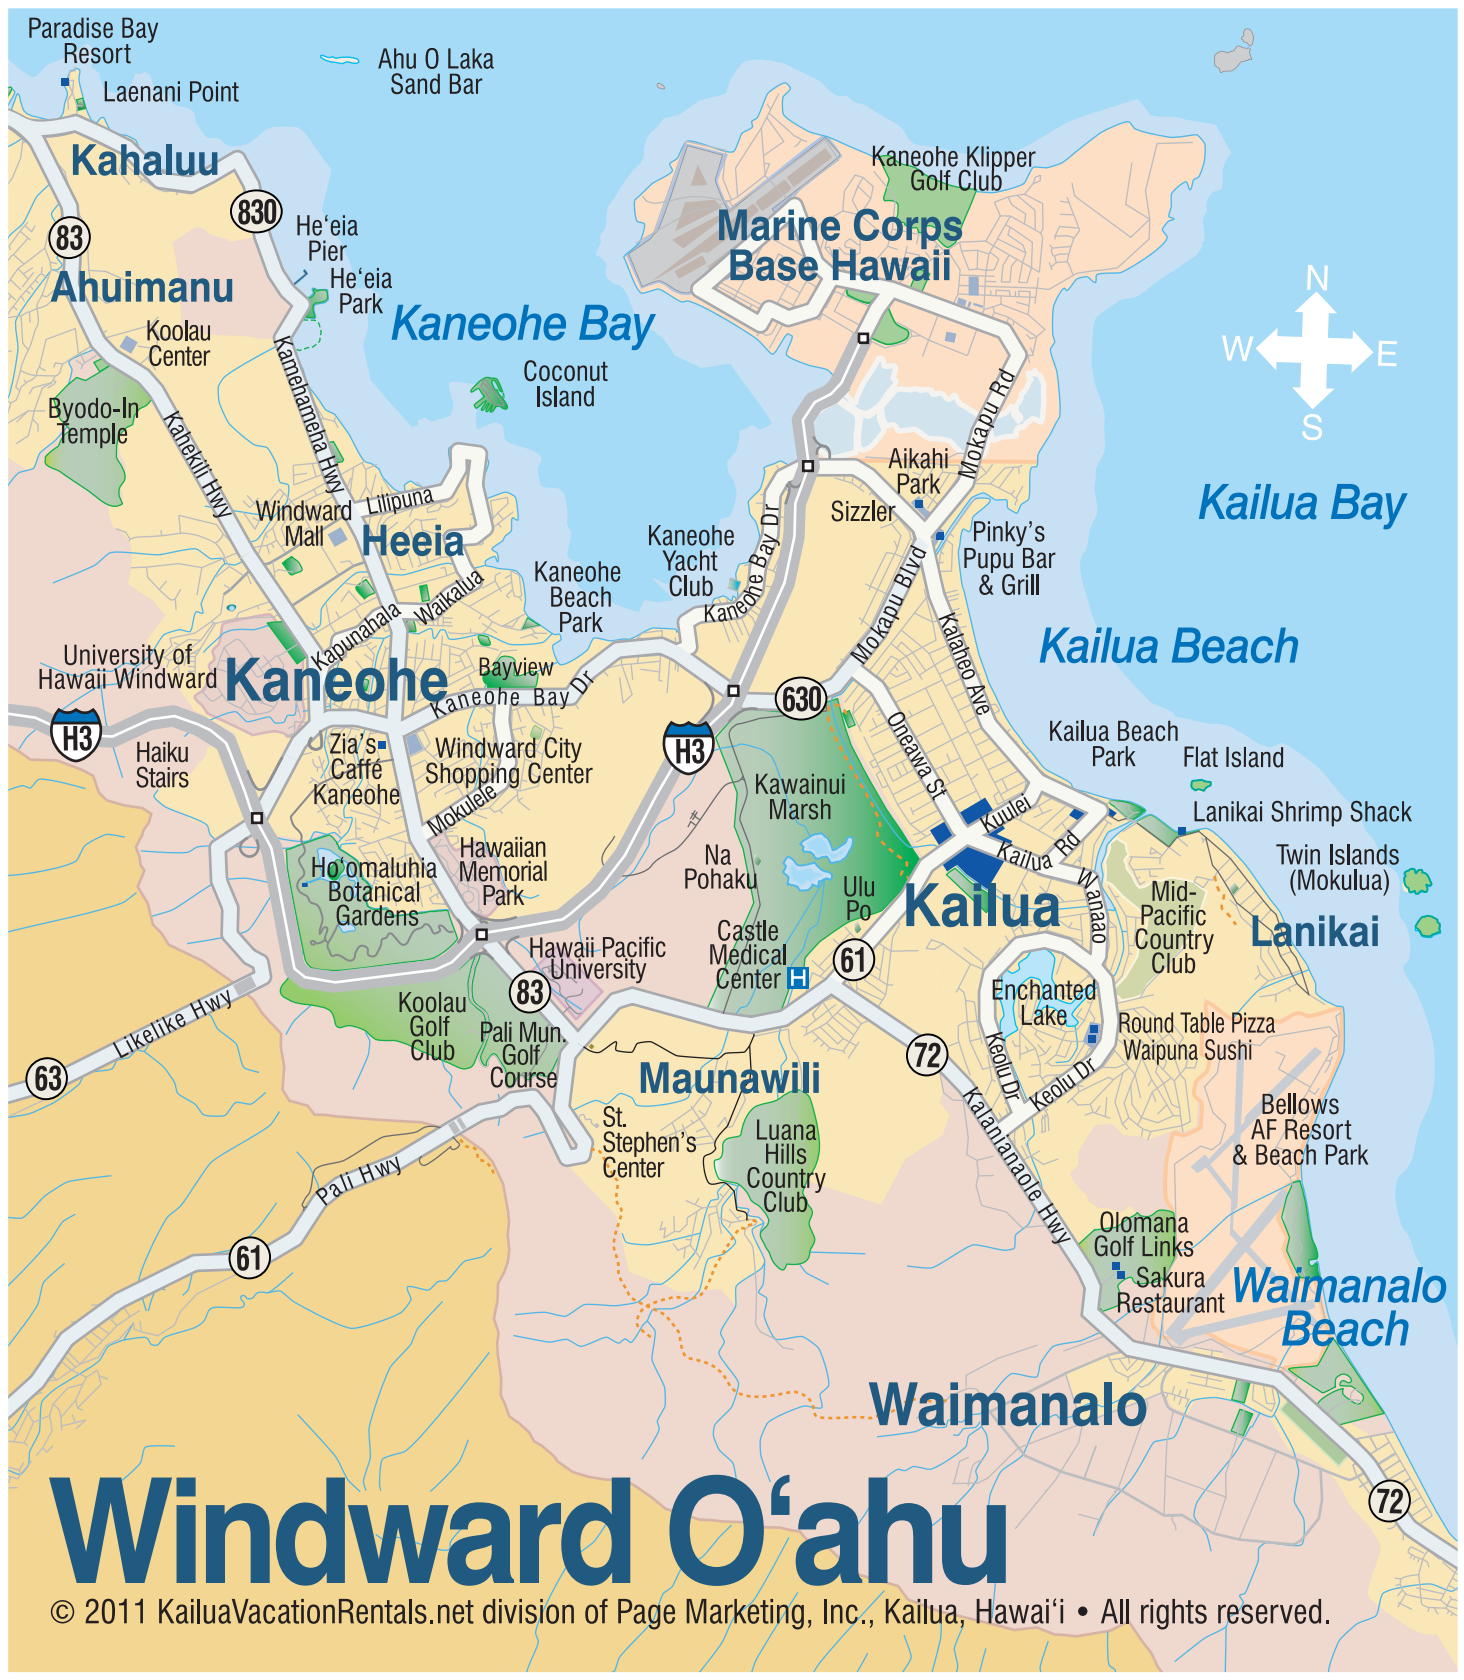 Paradise Bay
Resort
Laenani Point
Ahu O Laka
Sand Bar
Kahaluu
830
83
He‘eia
Pier
He‘eia
Park
Ahuimanu
Koolau
Center
Kaneohe Bay
Coconut
Island
Kaneohe Klipper
Golf Club
Marine Corps
Base Hawaii
N
W
E
S
Byodo-In
Temple
Kahekili Hwy
Kamehameha Hwy
Mokapu Rd
Lilipuna
Windward
Mall
Heeia
Aikahi
Park
Sizzler
Kailua Bay
Kaneohe
Yacht
Club
Kaneohe Bay Dr
Pinky's
Pupu Bar
& Grill
Kaneohe
Beach
Park
Waikalua
Kapunahala
Mokapu Blvd
Kalaheo Ave
Kailua Beach
University of
Hawaii Windward
Kaneohe
Bayview
Kaneohe Bay Dr
630
H3
Haiku
Stairs
Zia's
Caffé
Kaneohe
Windward City
Shopping Center
Mokulele
H3
Oneawa St
Kailua Beach
Park
Flat Island
Kawainui
Marsh
Kuulei
Lanikai Shrimp Shack
Kailua Rd
Twin Islands
(Mokulua)
Ho‘omaluhia
Botanical
Gardens
Hawaiian
Memorial
Park
Na
Pohaku
Ulu
Po
Kailua
Wanaao
Mid-
Pacific
Country
Club
Lanikai
Castle
Medical
Center
H
61
Hawaii Pacific
University
83
Koolau
Golf
Club
Pali Mun.
Golf
Course
Enchanted
Lake
Keolu Dr
Keolu Dr
Round Table Pizza
Waipuna Sushi
Likelike Hwy
63
Maunawili
72
Kalanianaole Hwy
Bellows
AF Resort
& Beach Park
St.
Stephen's
Center
Luana
Hills
Country
Club
Pali Hwy
61
Olomana
Golf Links
Sakura
Restaurant
Waimanalo
Beach
Waimanalo
72
Windward O‘ahu
© 2011 KailuaVacationRentals.net division of Page Marketing, Inc., Kailua, Hawai‘i • All rights reserved.